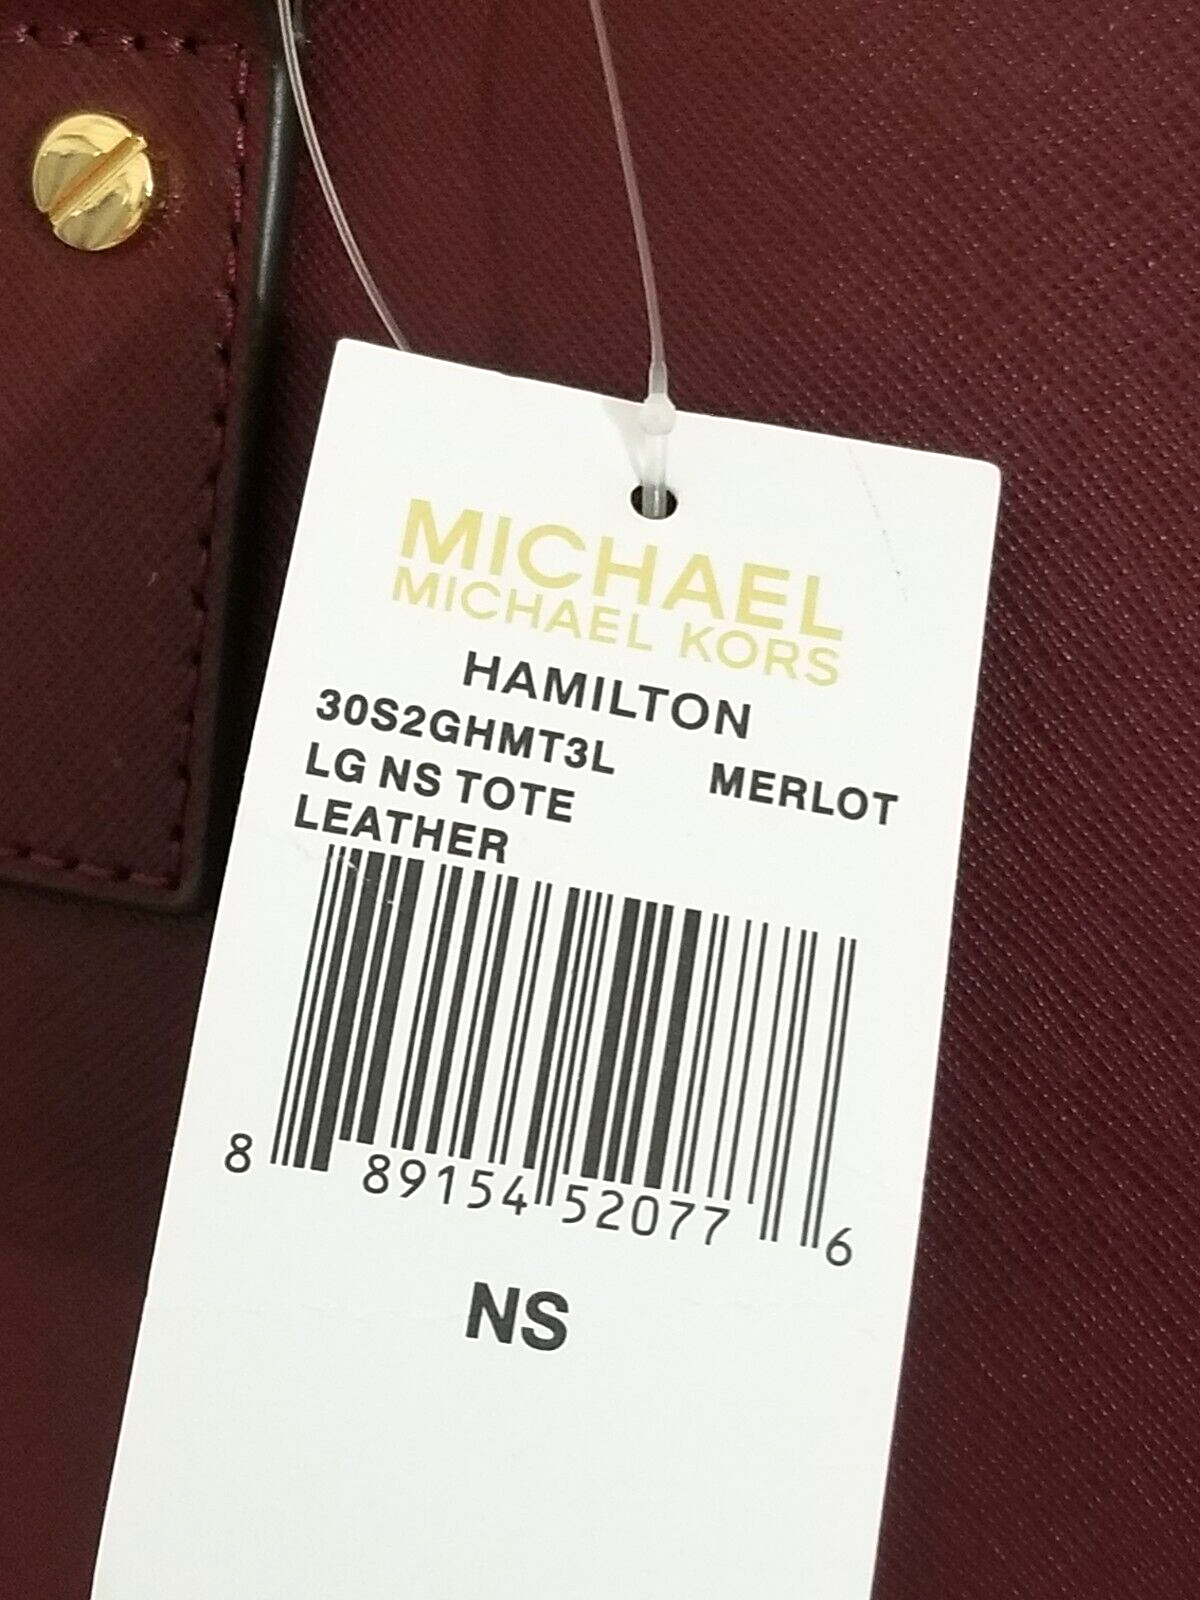 MICHAEL
MICHAEL KORS
HAMILTON
30S2GHMT3L MERLOT
LG NS TOTE
LEATHER
8 89154 52077 6
NS